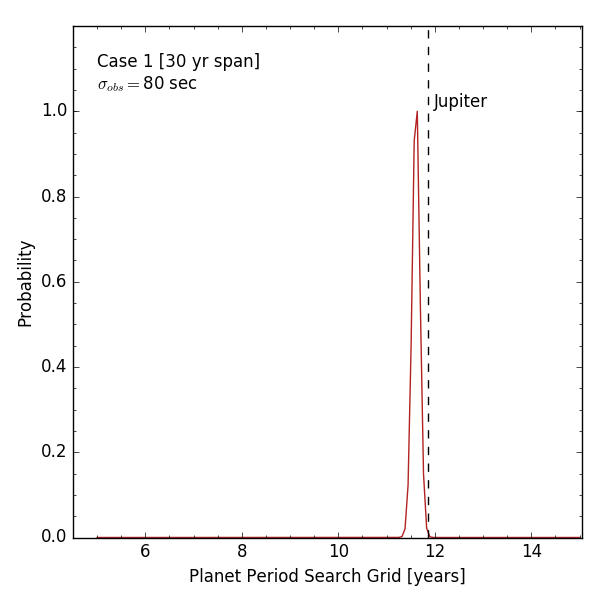 Case 1 [30 yr span]
σobs = 80 sec
Jupiter
1.0
0.8
0.6
0.4
0.2
0.0
Probability
6 8 10 12 14
Planet Period Search Grid [years]